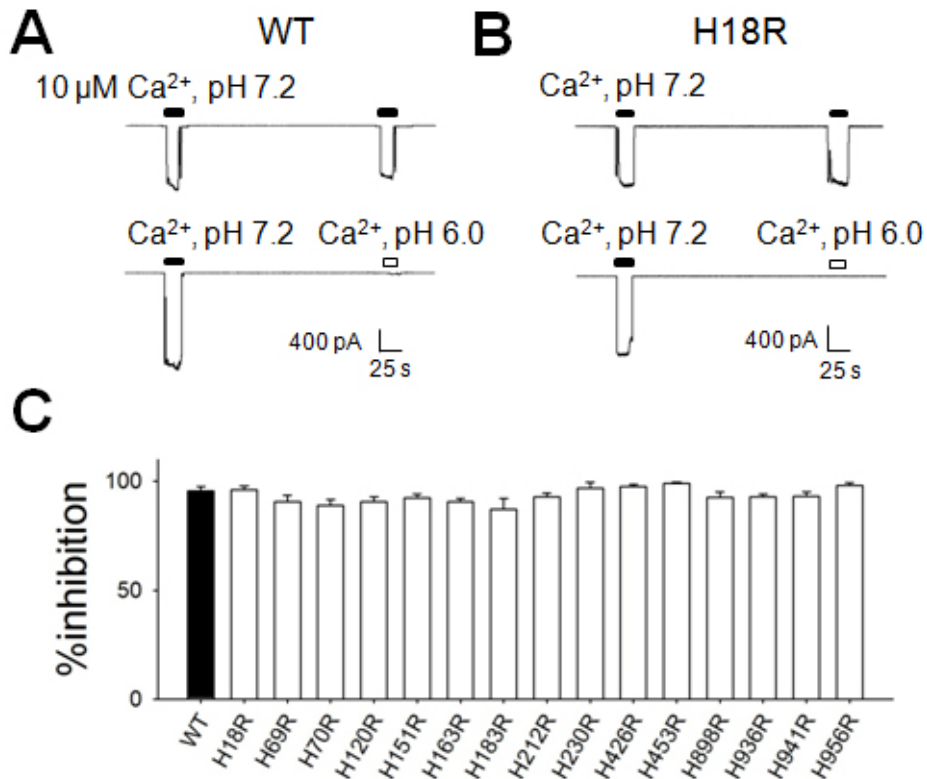 A WT
10 µM Ca²⁺, pH 7.2
Ca²⁺, pH 7.2 Ca²⁺, pH 6.0
400 pA
25 s
B H18R
Ca²⁺, pH 7.2
Ca²⁺, pH 7.2 Ca²⁺, pH 6.0
400 pA
25 s
C
%inhibition
100
50
0
WT H18R H69R H70R H120R H151R H163R H183R H212R H230R H426R H453R H898R H936R H941R H956R